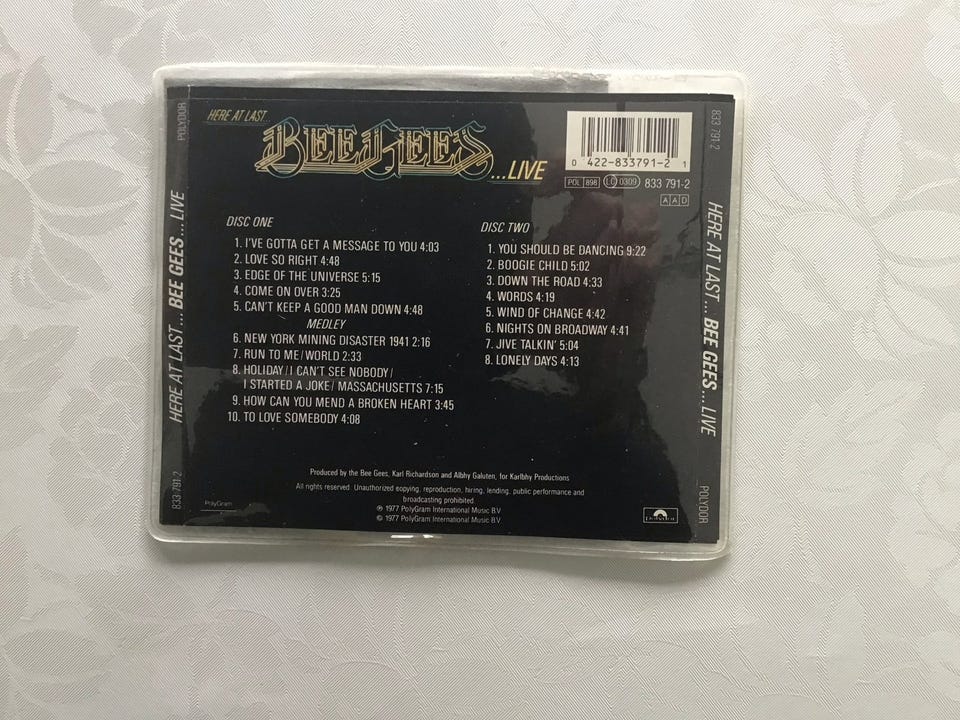 HERE AT LAST...
BEE GEES
...LIVE
0 422-833791-2 1
POL 898 LC 0309 833 791-2
AAD
DISC ONE
1. I'VE GOTTA GET A MESSAGE TO YOU 4:03
2. LOVE SO RIGHT 4:48
3. EDGE OF THE UNIVERSE 5:15
4. COME ON OVER 3:25
5. CAN'T KEEP A GOOD MAN DOWN 4:48
MEDLEY
6. NEW YORK MINING DISASTER 1941 2:16
7. RUN TO ME/WORLD 2:33
8. HOLIDAY/I CAN'T SEE NOBODY/
I STARTED A JOKE/MASSACHUSETTS 7:15
9. HOW CAN YOU MEND A BROKEN HEART 3:45
10. TO LOVE SOMEBODY 4:08
DISC TWO
1. YOU SHOULD BE DANCING 9:22
2. BOOGIE CHILD 5:02
3. DOWN THE ROAD 4:33
4. WORDS 4:19
5. WIND OF CHANGE 4:42
6. NIGHTS ON BROADWAY 4:41
7. JIVE TALKIN' 5:04
8. LONELY DAYS 4:13
Produced by the Bee Gees, Karl Richardson and Albhy Galuten, for Karlbhy Productions
All rights reserved. Unauthorized copying, reproduction, hiring, lending, public performance and
broadcasting prohibited.
℗ 1977 PolyGram International Music B.V.
© 1977 PolyGram International Music B.V.
PolyGram
Polydor
POLYDOR
HERE AT LAST... BEE GEES... LIVE
833 791-2
833 791-2
HERE AT LAST... BEE GEES... LIVE
POLYDOR